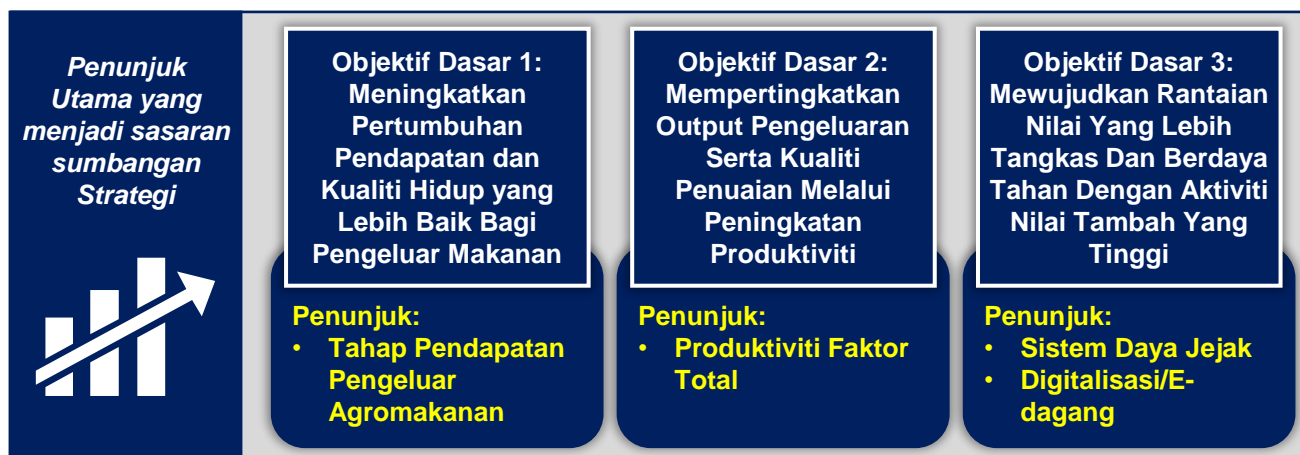 Penunjuk
Utama yang
menjadi sasaran
sumbangan
Strategi
Objektif Dasar 1:
Meningkatkan
Pertumbuhan
Pendapatan dan
Kualiti Hidup yang
Lebih Baik Bagi
Pengeluar Makanan
Penunjuk:
• Tahap Pendapatan
Pengeluar
Agromakanan
Objektif Dasar 2:
Mempertingkatkan
Output Pengeluaran
Serta Kualiti
Penuaian Melalui
Peningkatan
Produktiviti
Penunjuk:
• Produktiviti Faktor
Total
Objektif Dasar 3:
Mewujudkan Rantaian
Nilai Yang Lebih
Tangkas Dan Berdaya
Tahan Dengan Aktiviti
Nilai Tambah Yang
Tinggi
Penunjuk:
• Sistem Daya Jejak
• Digitalisasi/E-
dagang